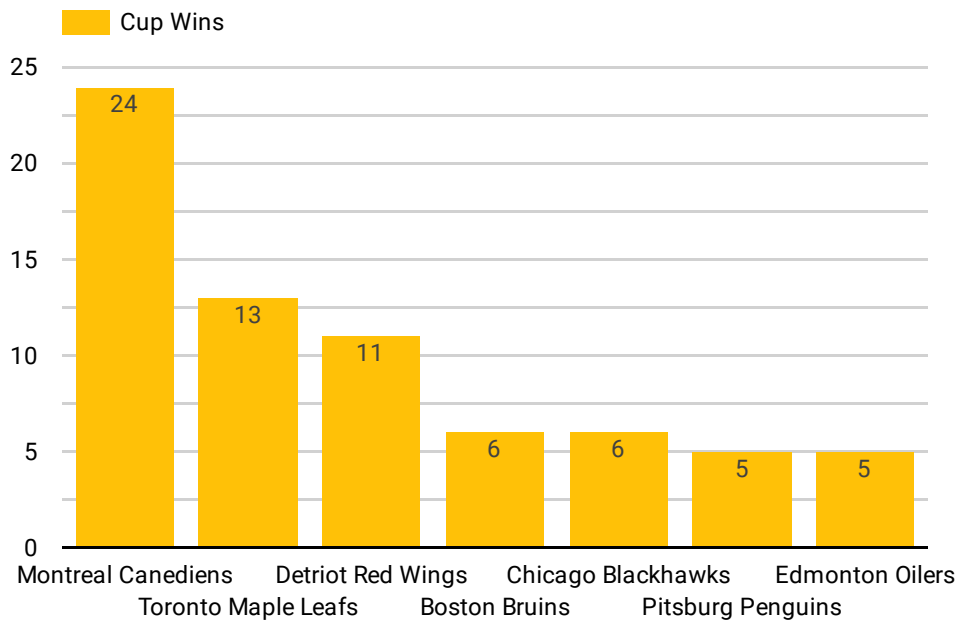 Cup Wins
25
24
20
15
13
11
10
6
6
5
5
5
0
Montreal Canediens
Detriot Red Wings
Chicago Blackhawks
Edmonton Oilers
Toronto Maple Leafs
Boston Bruins
Pitsburg Penguins